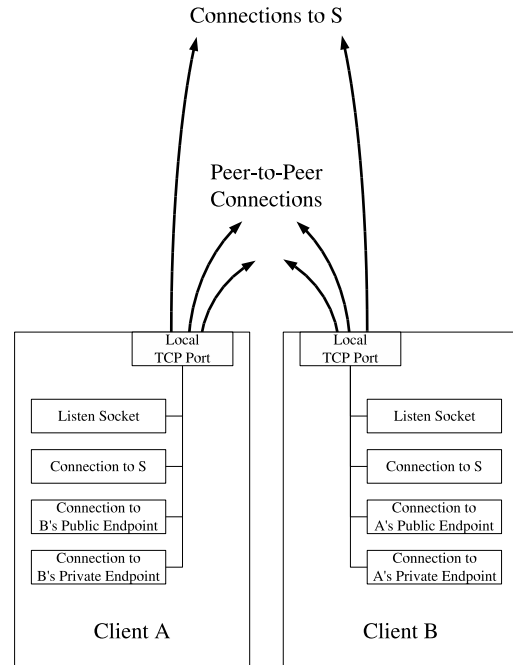 Connections to S
Peer-to-Peer
Connections
Local
TCP Port
Listen Socket
Connection to S
Connection to
B's Public Endpoint
Connection to
B's Private Endpoint
Client A
Local
TCP Port
Listen Socket
Connection to S
Connection to
A's Public Endpoint
Connection to
A's Private Endpoint
Client B